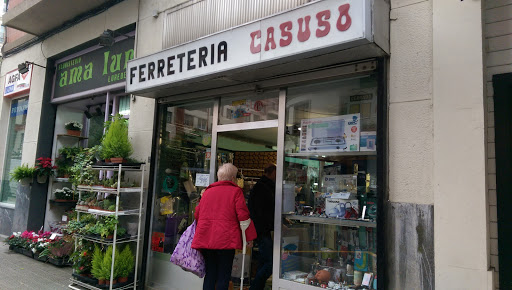 FERRETERIA CASUSO
ama lur
AGFA